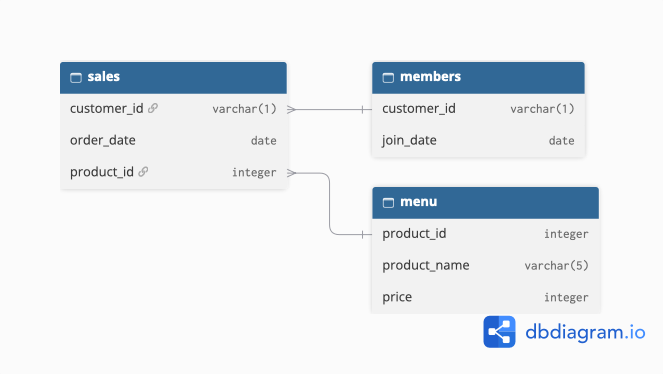 sales
customer_id varchar(1)
order_date date
product_id integer
members
customer_id varchar(1)
join_date date
menu
product_id integer
product_name varchar(5)
price integer
dbdiagram.io